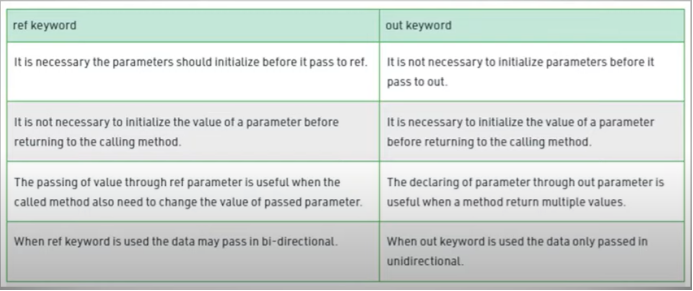 ref keyword
out keyword
It is necessary the parameters should initialize before it pass to ref.
It is not necessary to initialize parameters before it
pass to out.
It is not necessary to initialize the value of a parameter before
returning to the calling method.
It is necessary to initialize the value of a parameter
before returning to the calling method.
The passing of value through ref parameter is useful when the
called method also need to change the value of passed parameter.
The declaring of parameter through out parameter is
useful when a method return multiple values.
When ref keyword is used the data may pass in bi-directional.
When out keyword is used the data only passed in
unidirectional.